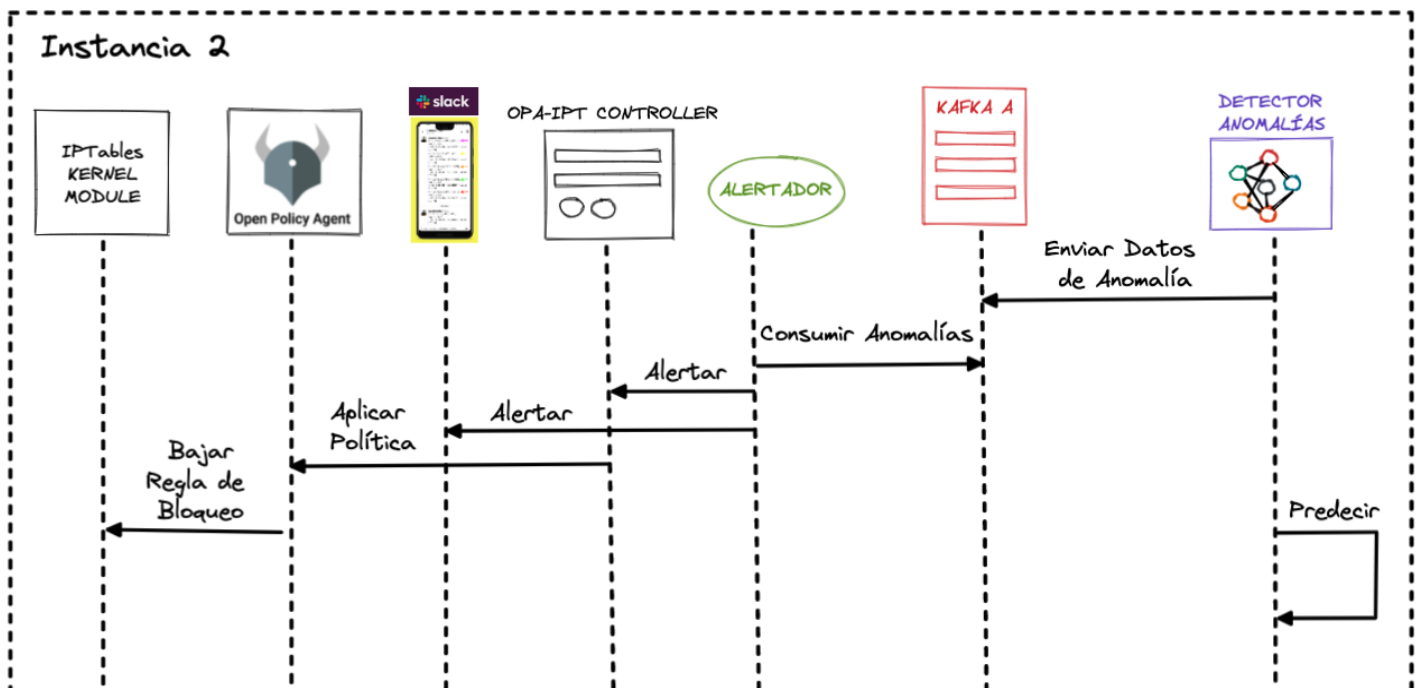 Instancia 2
IPTables
KERNEL
MODULE
Open Policy Agent
slack
OPA-IPT CONTROLLER
ALERTADOR
KAFKA A
DETECTOR
ANOMALÍAS
Enviar Datos
de Anomalía
Consumir Anomalías
Alertar
Alertar
Aplicar
Política
Bajar
Regla de
Bloqueo
Predecir